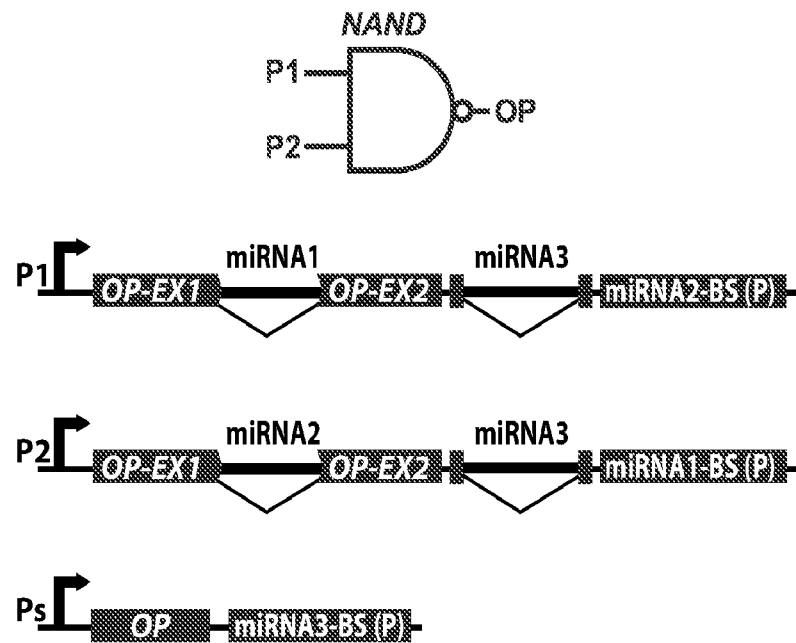 NAND
P1
OP
P2
miRNA1 miRNA3
P1
OP-EX1 OP-EX2 miRNA2-BS (P)
miRNA2 miRNA3
P2
OP-EX1 OP-EX2 miRNA1-BS (P)
Ps
OP miRNA3-BS (P)